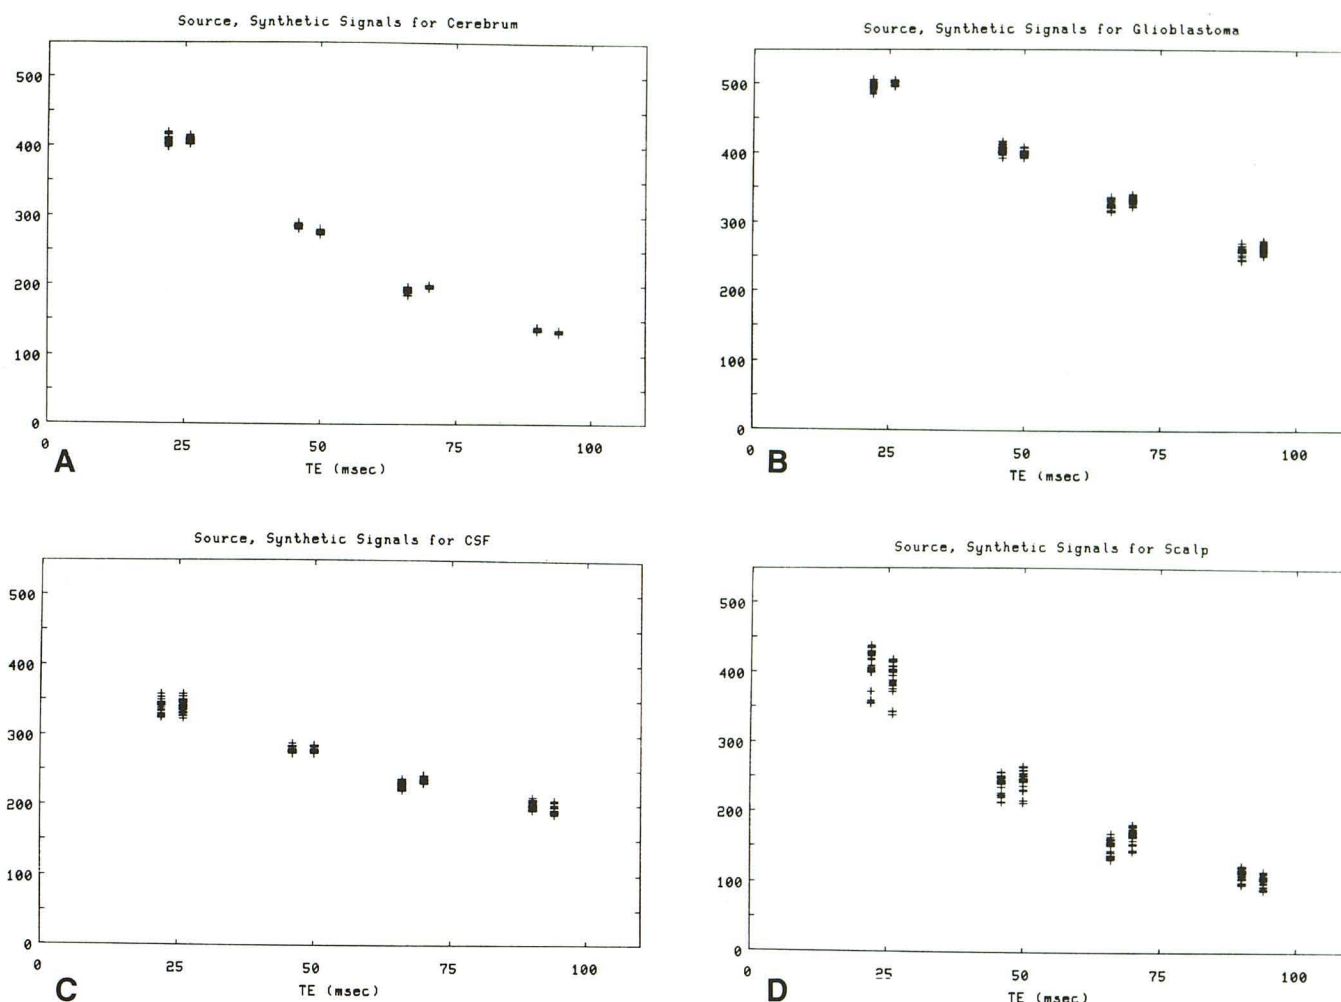 Source, Synthetic Signals for Cerebrum
500
400
300
200
100
0
0 25 50 75 100
TE (msec)
A
Source, Synthetic Signals for Glioblastoma
500
400
300
200
100
0
0 25 50 75 100
TE (msec)
B
Source, Synthetic Signals for CSF
500
400
300
200
100
0
0 25 50 75 100
TE (msec)
C
Source, Synthetic Signals for Scalp
500
400
300
200
100
0
0 25 50 75 100
TE (msec)
D